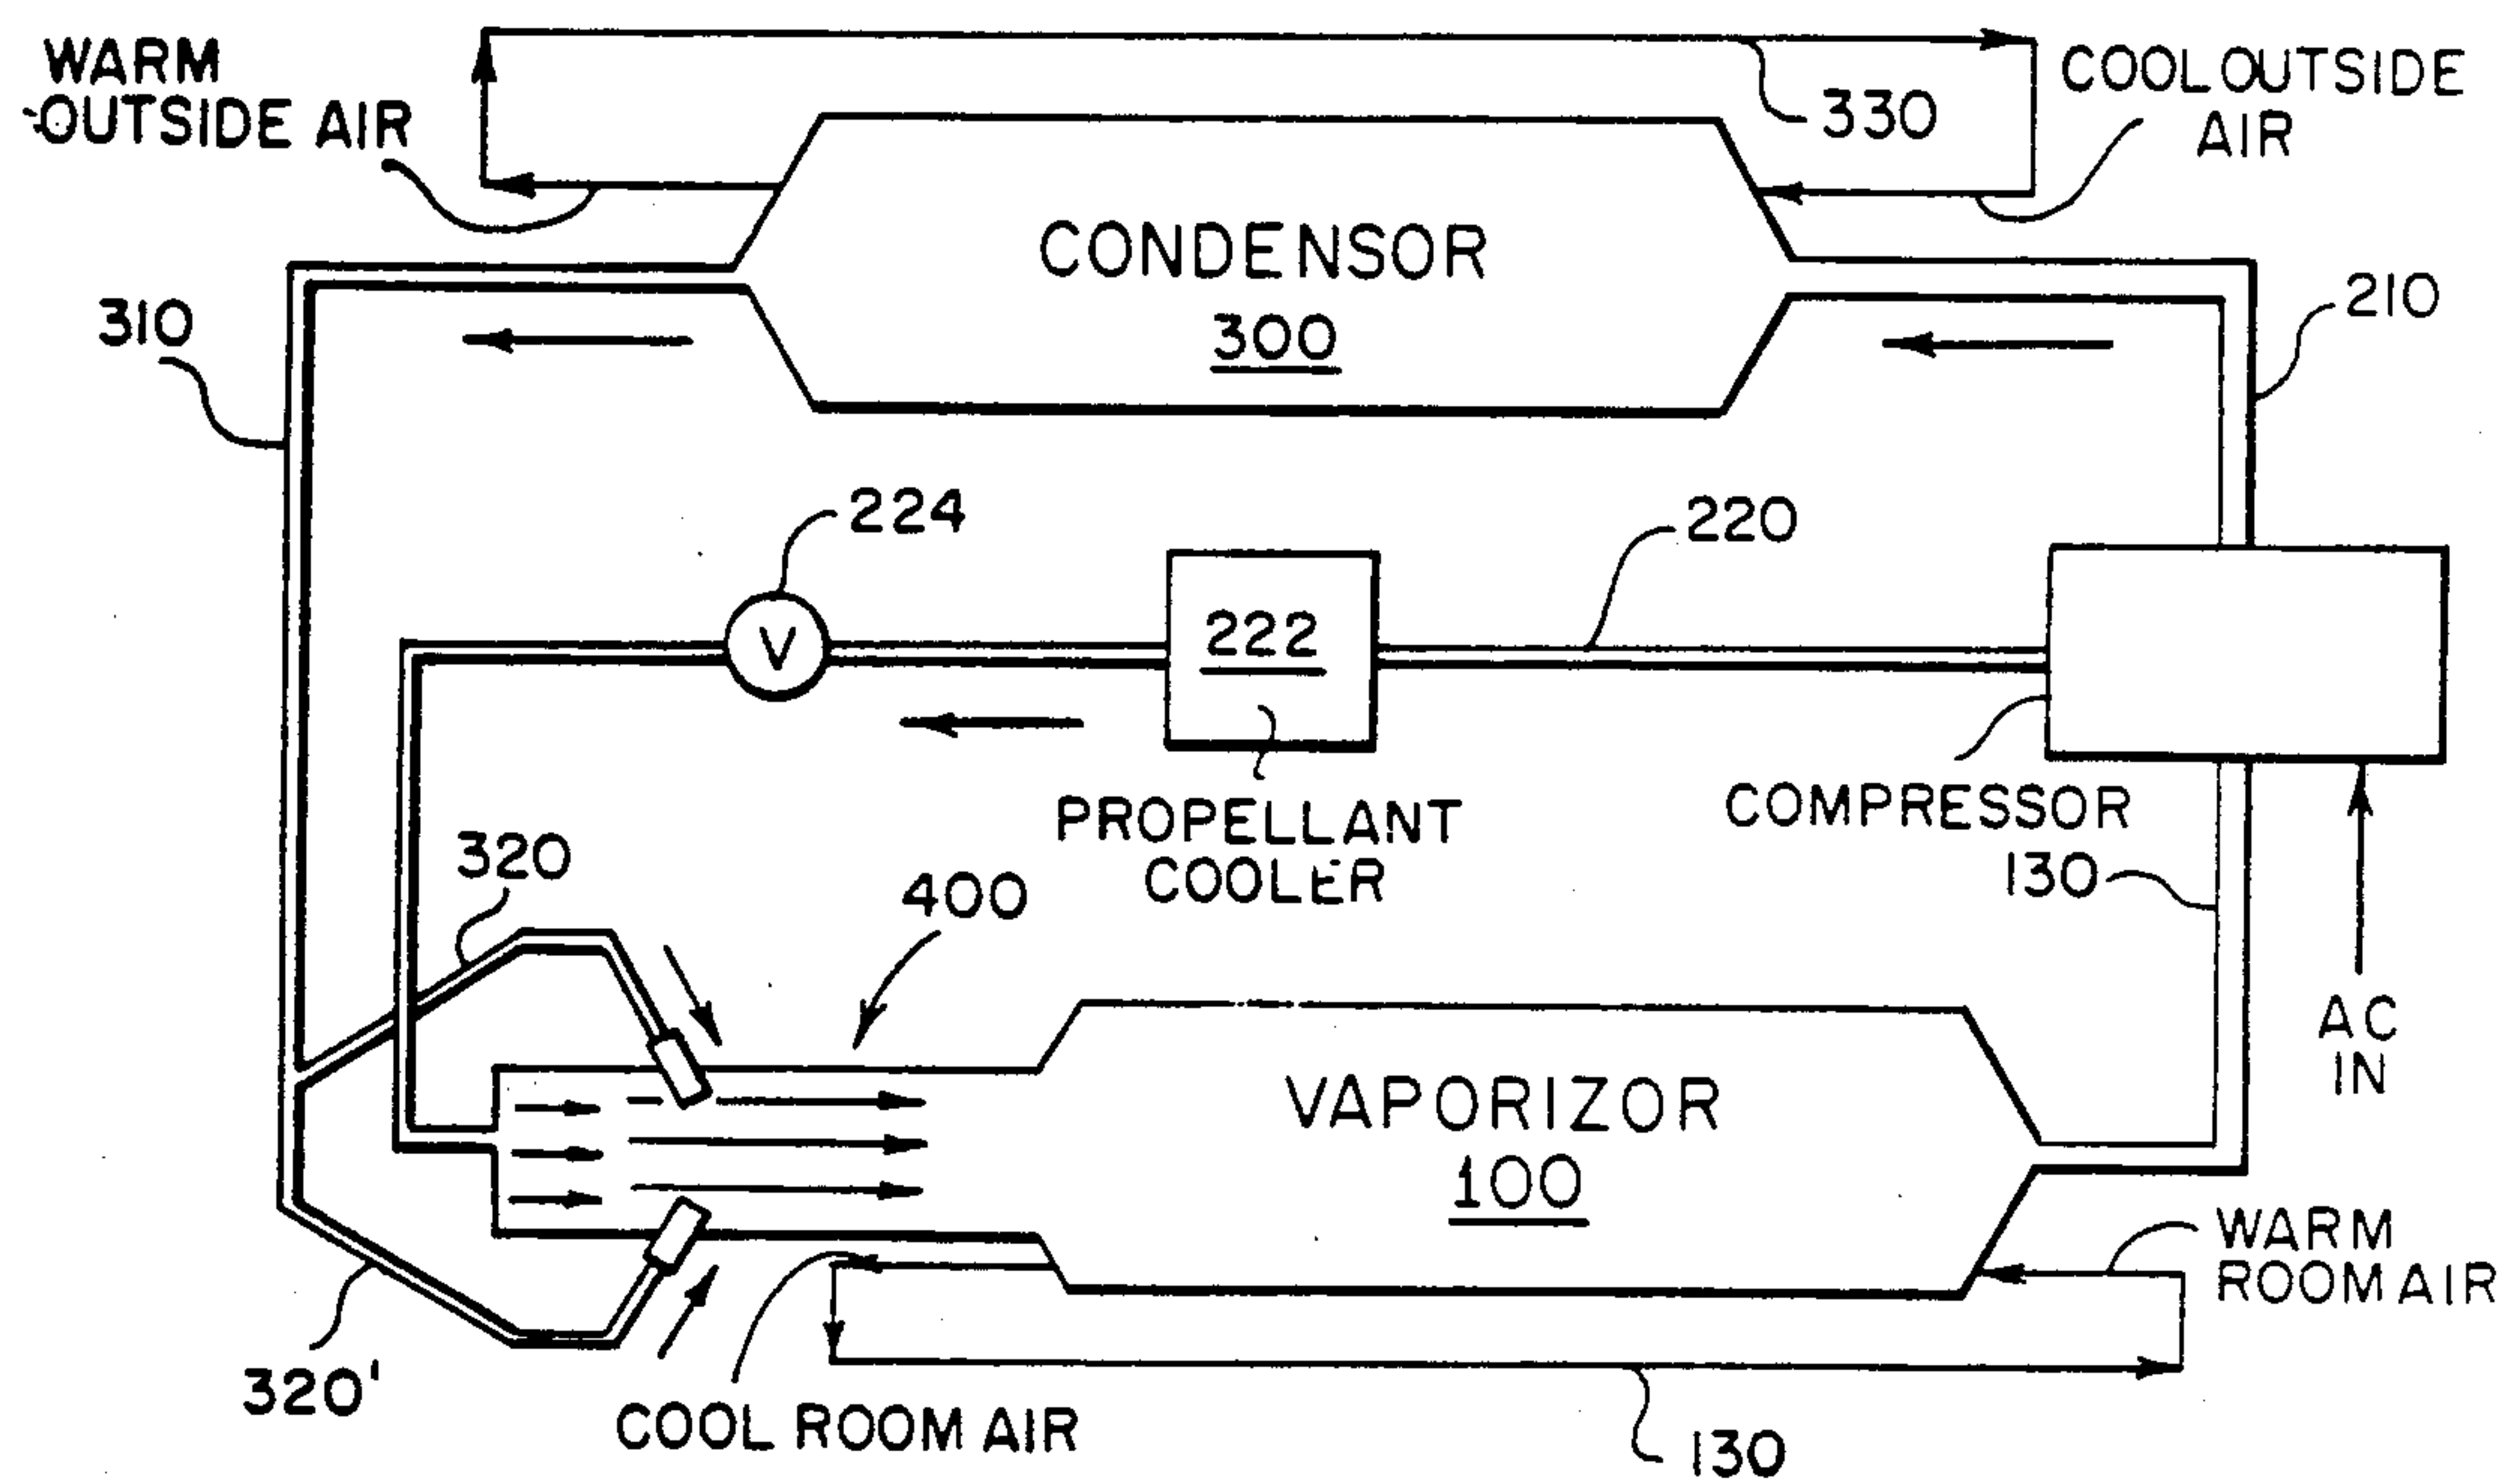 WARM
OUTSIDE AIR
330
COOL OUTSIDE
AIR
CONDENSOR
300
310
210
224
220
V
222
PROPELLANT
COOLER
COMPRESSOR
320
400
130
AC
IN
VAPORIZOR
100
WARM
ROOM AIR
320'
COOL ROOM AIR
130